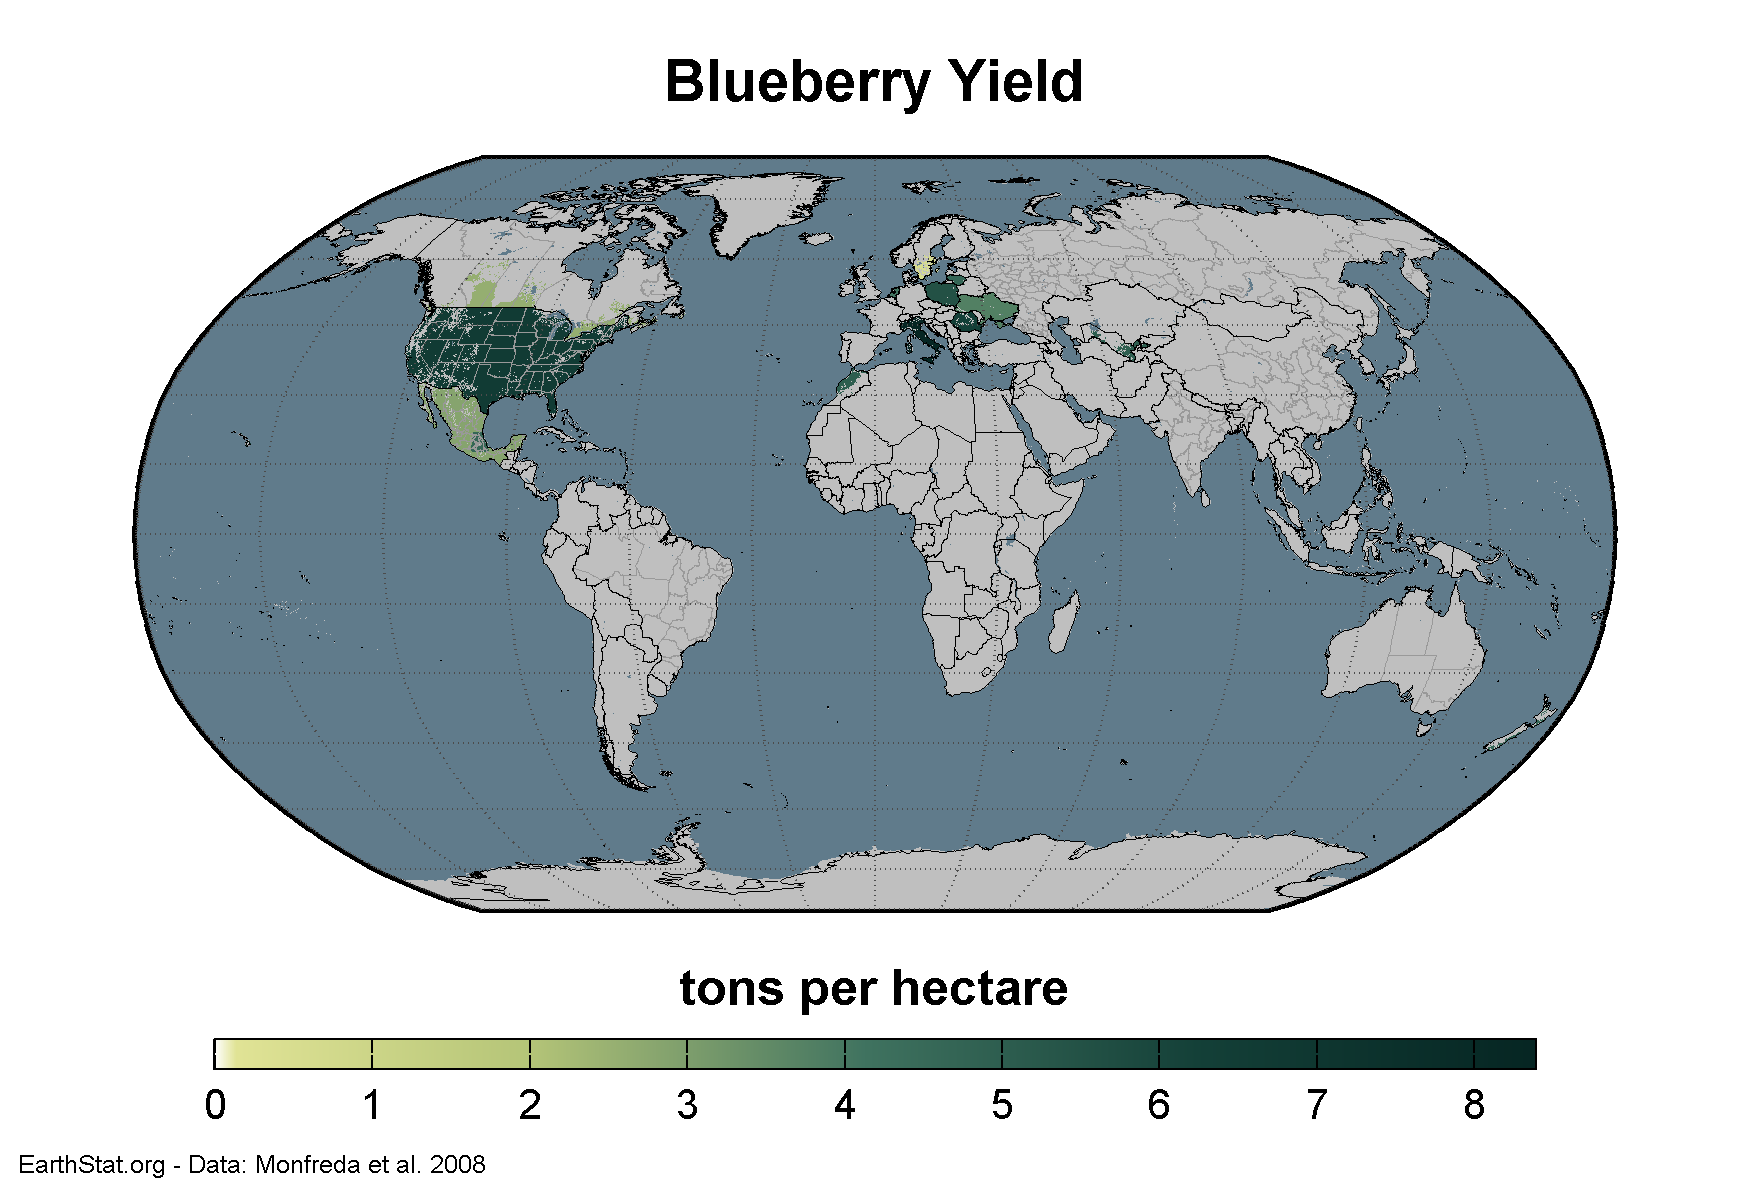 Blueberry Yield
tons per hectare
0 1 2 3 4 5 6 7 8
EarthStat.org - Data: Monfreda et al. 2008